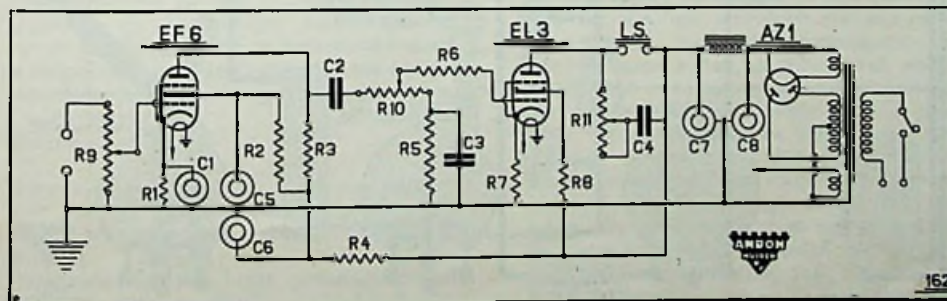 EF6
EL3
L.S.
AZ1
C2
R6
R10
R9
R2
R3
R5
C3
R11
C4
C7
C8
R1
C1
C5
R7
R8
C6
R4
AMROH
162